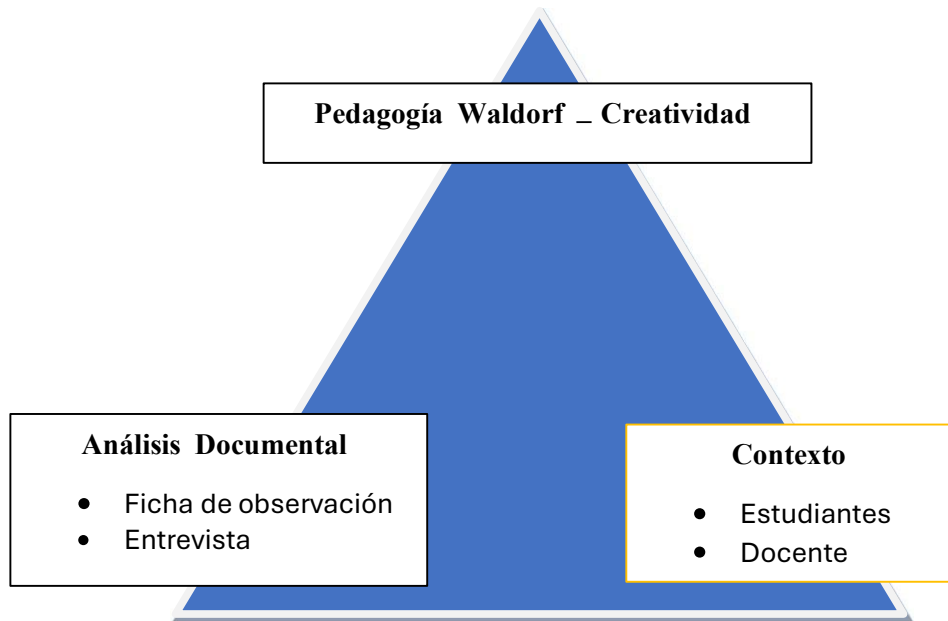 Pedagogía Waldorf _ Creatividad
Análisis Documental
• Ficha de observación
• Entrevista
Contexto
• Estudiantes
• Docente